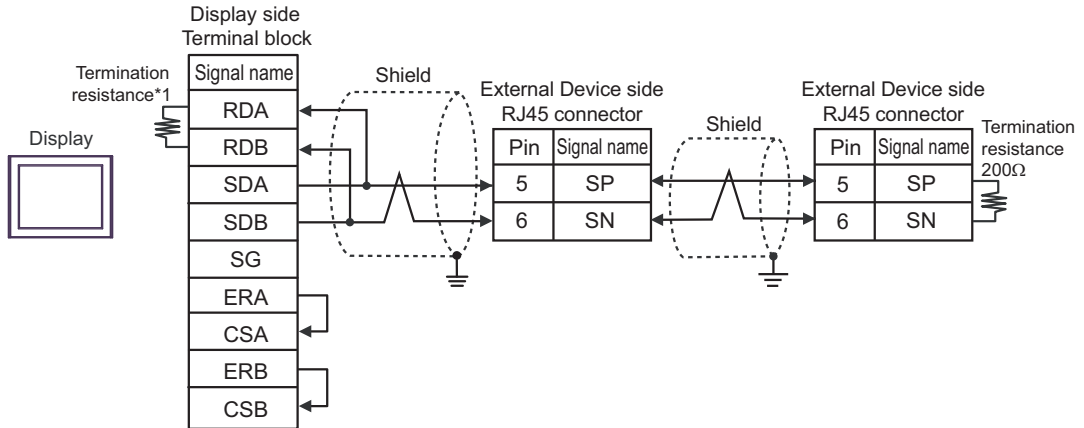 Display side
Terminal block
Signal name
RDA
RDB
SDA
SDB
SG
ERA
CSA
ERB
CSB
Termination
resistance*1
Display
Shield
External Device side
RJ45 connector
Pin Signal name
5 SP
6 SN
Shield
External Device side
RJ45 connector
Pin Signal name
5 SP
6 SN
Termination
resistance
200Ω